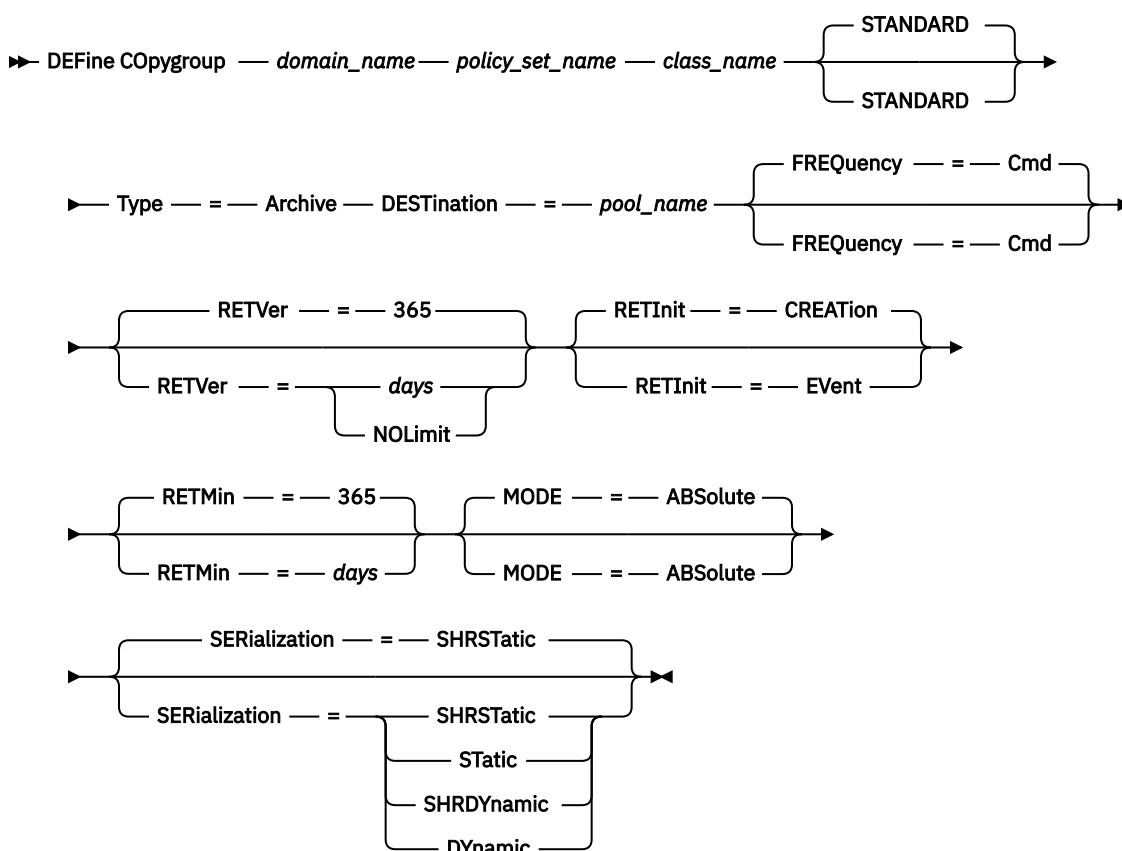 STANDARD
DEFine COpygroup domain_name policy_set_name class_name
STANDARD
FREQuency = Cmd
Type = Archive DESTination = pool_name
FREQuency = Cmd
RETVer = 365 RETInit = CREATion
RETVer = days RETInit = EVent
NOLimit
RETMin = 365 MODE = ABSolute
RETMin = days MODE = ABSolute
SERialization = SHRSTatic
SERialization = SHRSTatic
STatic
SHRDYnamic
DYnamic